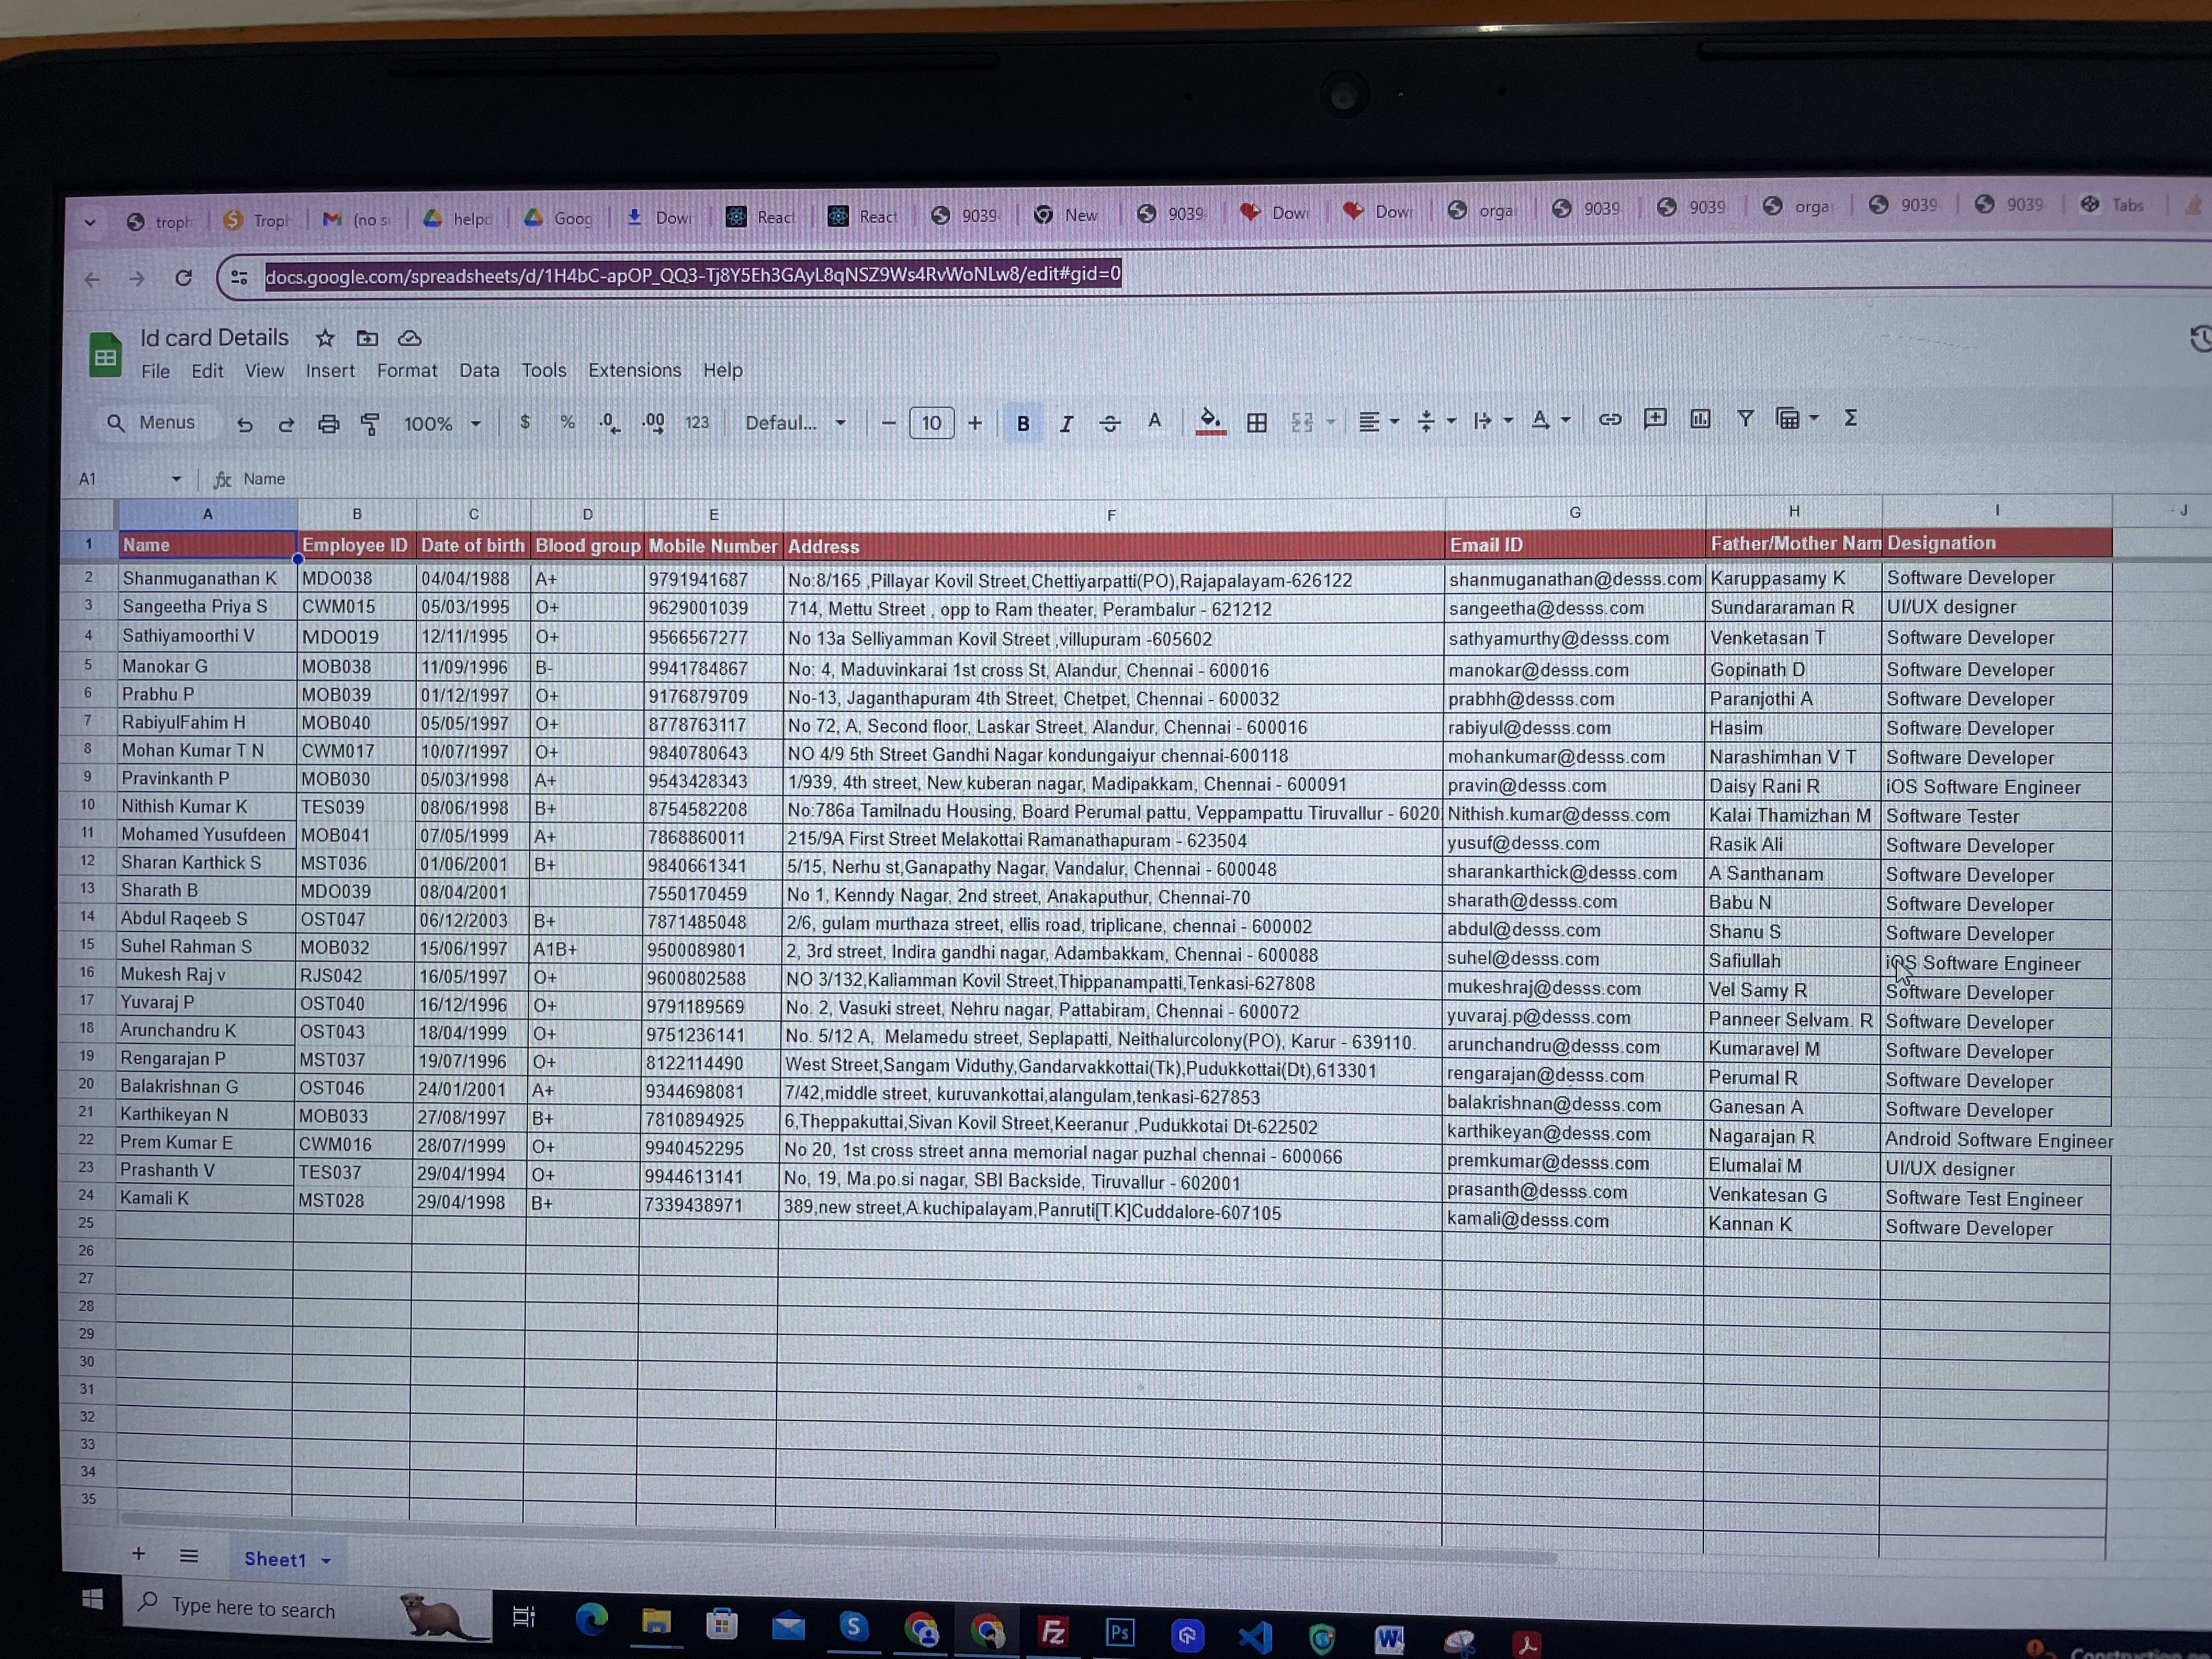 troph
Troph
(no s
helpd
Goog
Dowr
React
React
9039
New
9039
Dowr
Dowr
orga
9039
9039
orga
9039
9039
Tabs
docs.google.com/spreadsheets/d/1H4bC-apOP_QQ3-Tj8Y5Eh3GAyL8qNSZ9Ws4RvWoNLw8/edit#gid=0
Id card Details
File Edit View Insert Format Data Tools Extensions Help
Menus 100% $ % .0 .00 123 Defaul... − 10 + B I A A Σ
A1 fx Name
A B C D E F G H I J
1 Name Employee ID Date of birth Blood group Mobile Number Address Email ID Father/Mother Nam Designation
2 Shanmuganathan K MDO038 04/04/1988 A+ 9791941687 No:8/165 ,Pillayar Kovil Street,Chettiyarpatti(PO),Rajapalayam-626122 shanmuganathan@desss.com Karuppasamy K Software Developer
3 Sangeetha Priya S CWM015 05/03/1995 O+ 9629001039 714, Mettu Street , opp to Ram theater, Perambalur - 621212 sangeetha@desss.com Sundararaman R UI/UX designer
4 Sathiyamoorthi V MDO019 12/11/1995 O+ 9566567277 No 13a Selliyamman Kovil Street ,villupuram -605602 sathyamurthy@desss.com Venketasan T Software Developer
5 Manokar G MOB038 11/09/1996 B- 9941784867 No: 4, Maduvinkarai 1st cross St, Alandur, Chennai - 600016 manokar@desss.com Gopinath D Software Developer
6 Prabhu P MOB039 01/12/1997 O+ 9176879709 No-13, Jaganthapuram 4th Street, Chetpet, Chennai - 600032 prabhh@desss.com Paranjothi A Software Developer
7 RabiyulFahim H MOB040 05/05/1997 O+ 8778763117 No 72, A, Second floor, Laskar Street, Alandur, Chennai - 600016 rabiyul@desss.com Hasim Software Developer
8 Mohan Kumar T N CWM017 10/07/1997 O+ 9840780643 NO 4/9 5th Street Gandhi Nagar kondungaiyur chennai-600118 mohankumar@desss.com Narashimhan V T Software Developer
9 Pravinkanth P MOB030 05/03/1998 A+ 9543428343 1/939, 4th street, New kuberan nagar, Madipakkam, Chennai - 600091 pravin@desss.com Daisy Rani R iOS Software Engineer
10 Nithish Kumar K TES039 08/06/1998 B+ 8754582208 No:786a Tamilnadu Housing, Board Perumal pattu, Veppampattu Tiruvallur - 6020 Nithish.kumar@desss.com Kalai Thamizhan M Software Tester
11 Mohamed Yusufdeen MOB041 07/05/1999 A+ 7868860011 215/9A First Street Melakottai Ramanathapuram - 623504 yusuf@desss.com Rasik Ali Software Developer
12 Sharan Karthick S MST036 01/06/2001 B+ 9840661341 5/15, Nerhu st,Ganapathy Nagar, Vandalur, Chennai - 600048 sharankarthick@desss.com A Santhanam Software Developer
13 Sharath B MDO039 08/04/2001 7550170459 No 1, Kenndy Nagar, 2nd street, Anakaputhur, Chennai-70 sharath@desss.com Babu N Software Developer
14 Abdul Raqeeb S OST047 06/12/2003 B+ 7871485048 2/6, gulam murthaza street, ellis road, triplicane, chennai - 600002 abdul@desss.com Shanu S Software Developer
15 Suhel Rahman S MOB032 15/06/1997 A1B+ 9500089801 2, 3rd street, Indira gandhi nagar, Adambakkam, Chennai - 600088 suhel@desss.com Safiullah iOS Software Engineer
16 Mukesh Raj v RJS042 16/05/1997 O+ 9600802588 NO 3/132,Kaliamman Kovil Street,Thippanampatti,Tenkasi-627808 mukeshraj@desss.com Vel Samy R Software Developer
17 Yuvaraj P OST040 16/12/1996 O+ 9791189569 No. 2, Vasuki street, Nehru nagar, Pattabiram, Chennai - 600072 yuvaraj.p@desss.com Panneer Selvam. R Software Developer
18 Arunchandru K OST043 18/04/1999 O+ 9751236141 No. 5/12 A, Melamedu street, Seplapatti, Neithalurcolony(PO), Karur - 639110. arunchandru@desss.com Kumaravel M Software Developer
19 Rengarajan P MST037 19/07/1996 O+ 8122114490 West Street,Sangam Viduthy,Gandarvakkottai(Tk),Pudukkottai(Dt),613301 rengarajan@desss.com Perumal R Software Developer
20 Balakrishnan G OST046 24/01/2001 A+ 9344698081 7/42,middle street, kuruvankottai,alangulam,tenkasi-627853 balakrishnan@desss.com Ganesan A Software Developer
21 Karthikeyan N MOB033 27/08/1997 B+ 7810894925 6,Theppakuttai,Sivan Kovil Street,Keeranur ,Pudukkotai Dt-622502 karthikeyan@desss.com Nagarajan R Android Software Engineer
22 Prem Kumar E CWM016 28/07/1999 O+ 9940452295 No 20, 1st cross street anna memorial nagar puzhal chennai - 600066 premkumar@desss.com Elumalai M UI/UX designer
23 Prashanth V TES037 29/04/1994 O+ 9944613141 No, 19, Ma.po.si nagar, SBI Backside, Tiruvallur - 602001 prasanth@desss.com Venkatesan G Software Test Engineer
24 Kamali K MST028 29/04/1998 B+ 7339438971 389,new street,A.kuchipalayam,Panruti[T.K]Cuddalore-607105 kamali@desss.com Kannan K Software Developer
25
26
27
28
29
30
31
32
33
34
35
+ Sheet1
Type here to search
S
Fz
Ps
W